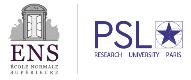 ENS
ÉCOLE NORMALE
SUPÉRIEURE
PSL
RESEARCH UNIVERSITY PARIS